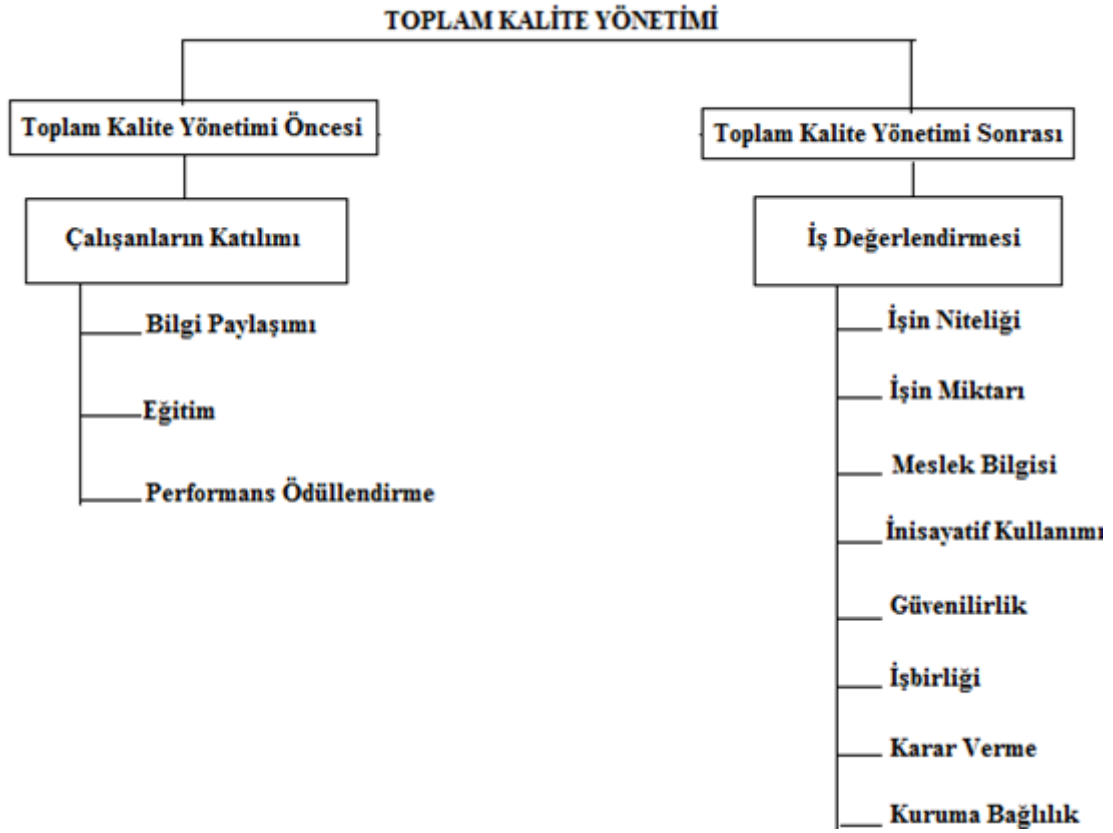 TOPLAM KALİTE YÖNETİMİ
Toplam Kalite Yönetimi Öncesi
Çalışanların Katılımı
Bilgi Paylaşımı
Eğitim
Performans Ödüllendirme
Toplam Kalite Yönetimi Sonrası
İş Değerlendirmesi
İşin Niteliği
İşin Miktarı
Meslek Bilgisi
İnisayatif Kullanımı
Güvenilirlik
İşbirliği
Karar Verme
Kuruma Bağlılık